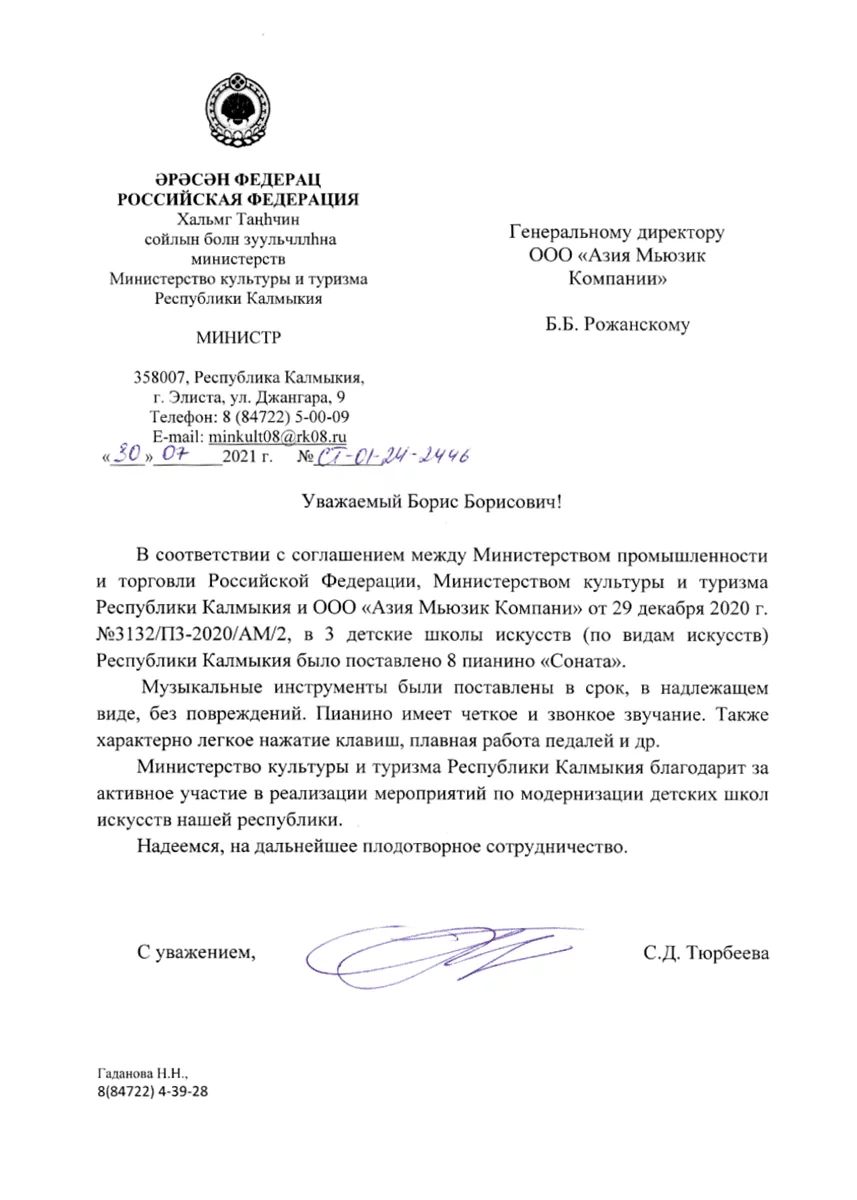 ӘРӘСӘН ФЕДЕРАЦ
РОССИЙСКАЯ ФЕДЕРАЦИЯ
Хальмг Таңһчин
сойлын болн зуульчллһна
министерств
Министерство культуры и туризма
Республики Калмыкия
МИНИСТР
358007, Республика Калмыкия,
г. Элиста, ул. Джангара, 9
Телефон: 8 (84722) 5-00-09
E-mail: minkult08@rk08.ru
«30» 07 2021 г. № СТ-01-24-2446
Генеральному директору
ООО «Азия Мьюзик
Компании»
Б.Б. Рожанскому
Уважаемый Борис Борисович!
В соответствии с соглашением между Министерством промышленности
и торговли Российской Федерации, Министерством культуры и туризма
Республики Калмыкия и ООО «Азия Мьюзик Компани» от 29 декабря 2020 г.
№3132/ПЗ-2020/АМ/2, в 3 детские школы искусств (по видам искусств)
Республики Калмыкия было поставлено 8 пианино «Соната».
Музыкальные инструменты были поставлены в срок, в надлежащем
виде, без повреждений. Пианино имеет четкое и звонкое звучание. Также
характерно легкое нажатие клавиш, плавная работа педалей и др.
Министерство культуры и туризма Республики Калмыкия благодарит за
активное участие в реализации мероприятий по модернизации детских школ
искусств нашей республики.
Надеемся, на дальнейшее плодотворное сотрудничество.
С уважением,
С.Д. Тюрбеева
Гаданова Н.Н.,
8(84722) 4-39-28